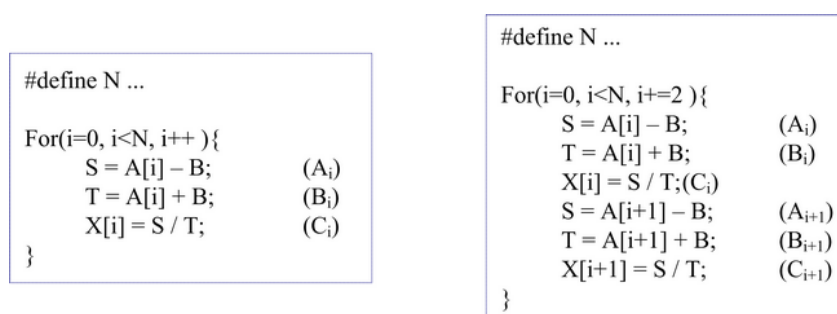 #define N ...
For(i=0, i<N, i++ ){
S = A[i] – B; (Aᵢ)
T = A[i] + B; (Bᵢ)
X[i] = S / T; (Cᵢ)
}
#define N ...
For(i=0, i<N, i+=2 ){
S = A[i] – B; (Aᵢ)
T = A[i] + B; (Bᵢ)
X[i] = S / T;(Cᵢ)
S = A[i+1] – B; (Aᵢ₊₁)
T = A[i+1] + B; (Bᵢ₊₁)
X[i+1] = S / T; (Cᵢ₊₁)
}